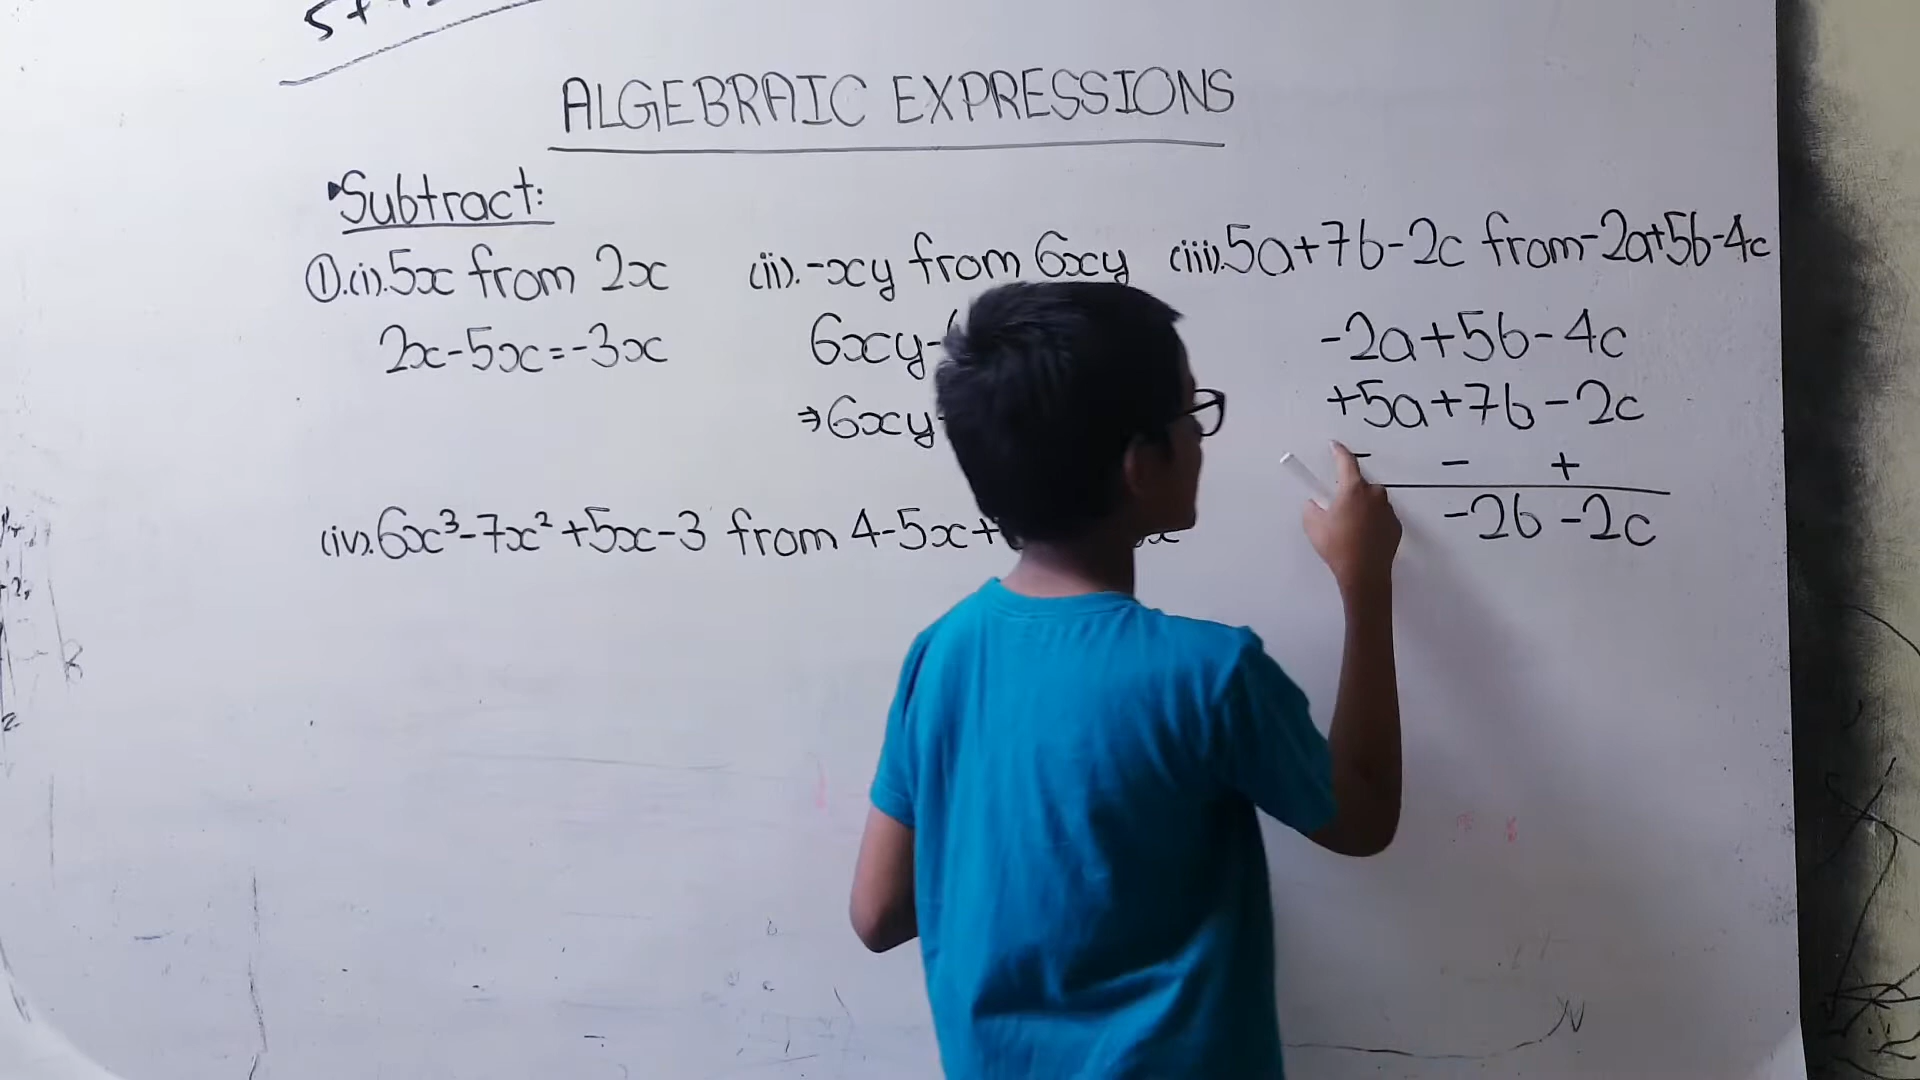 5+
ALGEBRAIC EXPRESSIONS
Subtract:
①.(i).5x from 2x (ii).-xy from 6xy (iii).5a+7b-2c from-2a+5b-4c
2x-5x=-3x 6xy- -2a+5b-4c
⇒6xy- +5a+7b-2c
- - +
-2b-2c
(iv).6x³-7x²+5x-3 from 4-5x+